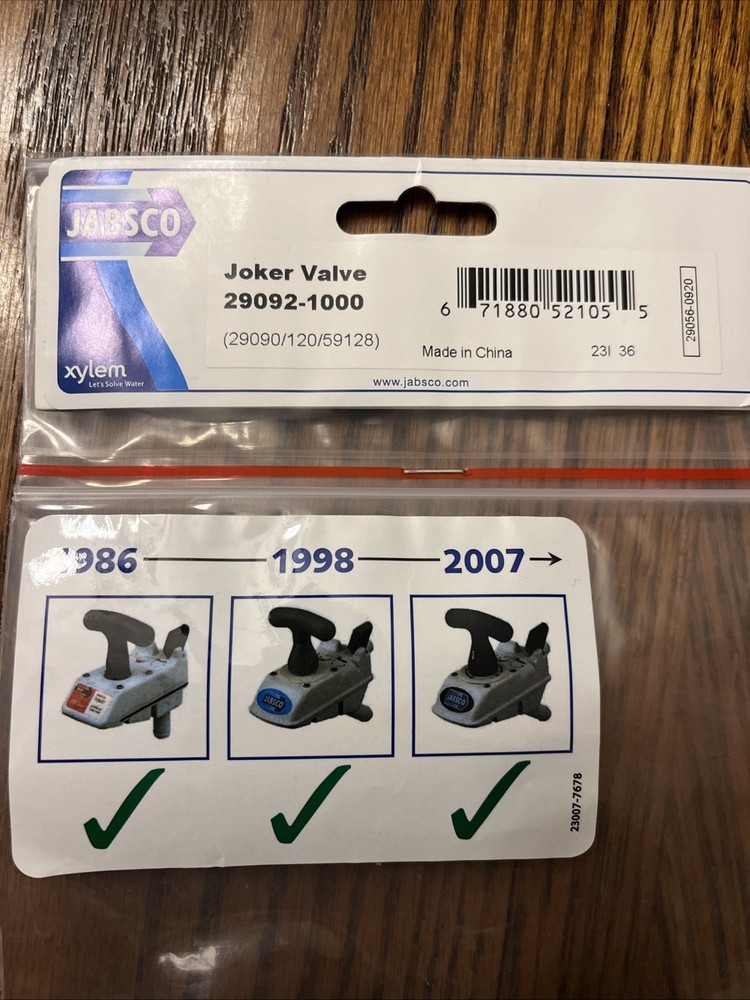 JABSCO
Joker Valve
29092-1000
(29090/120/59128)
6 71880 52105 5
Made in China
23I 36
29056-0920
xylem
Let's Solve Water
www.jabsco.com
1986 1998 2007
JABSCO
JABSCO
23007-7678